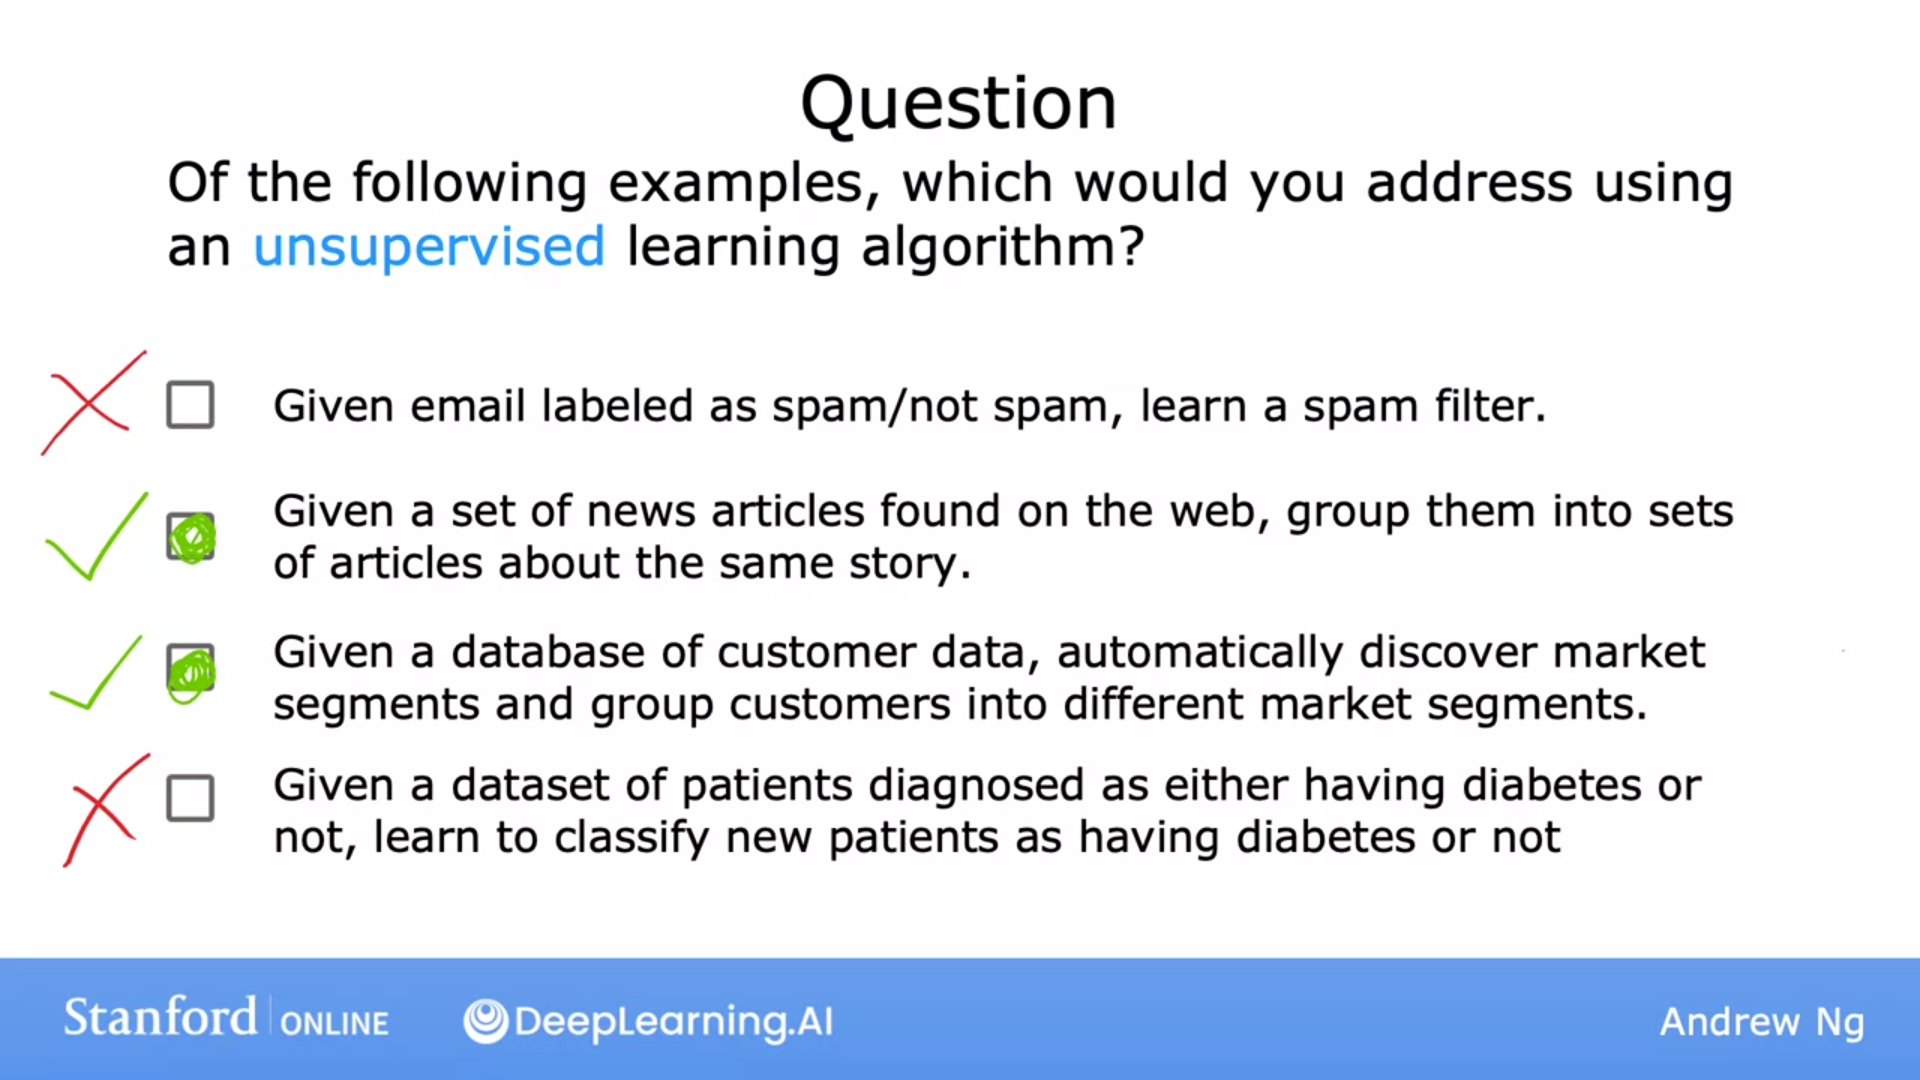 Question
Of the following examples, which would you address using
an unsupervised learning algorithm?
Given email labeled as spam/not spam, learn a spam filter.
Given a set of news articles found on the web, group them into sets
of articles about the same story.
Given a database of customer data, automatically discover market
segments and group customers into different market segments.
Given a dataset of patients diagnosed as either having diabetes or
not, learn to classify new patients as having diabetes or not
Stanford ONLINE DeepLearning.AI Andrew Ng